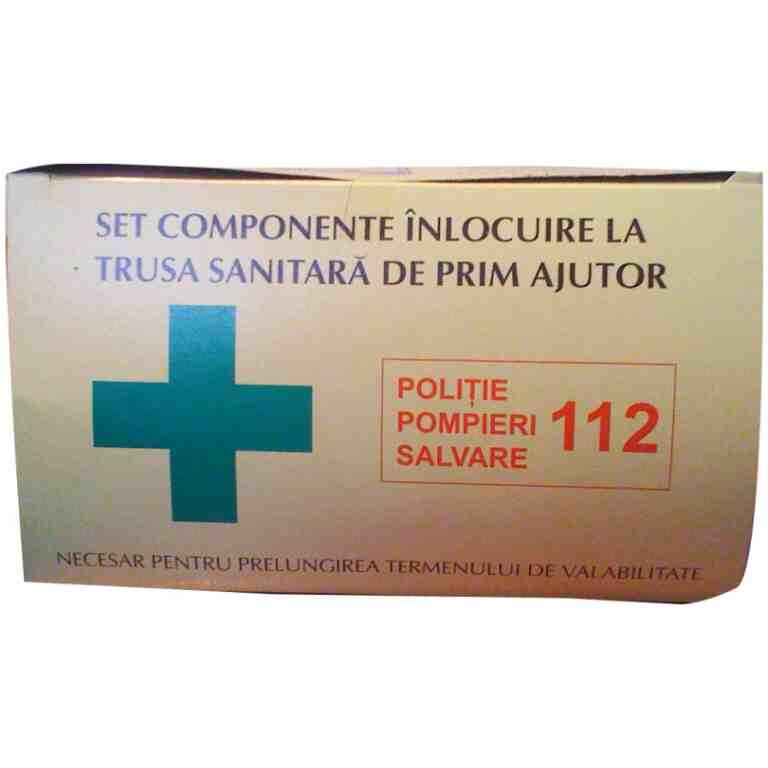 SET COMPONENTE ÎNLOCUIRE LA
TRUSA SANITARĂ DE PRIM AJUTOR
POLIȚIE
POMPIERI
SALVARE
112
NECESAR PENTRU PRELUNGIREA TERMENULUI DE VALABILITATE